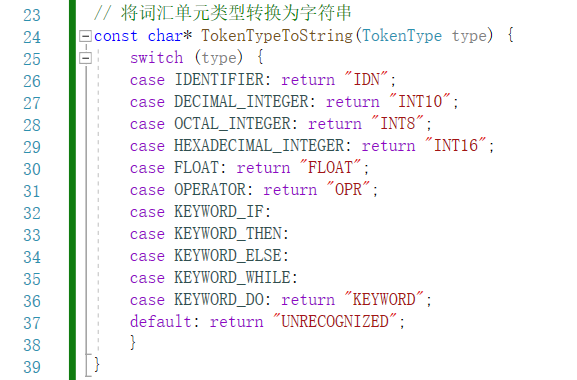 23 // 将词汇单元类型转换为字符串
24 const char* TokenTypeToString(TokenType type) {
25 switch (type) {
26 case IDENTIFIER: return "IDN";
27 case DECIMAL_INTEGER: return "INT10";
28 case OCTAL_INTEGER: return "INT8";
29 case HEXADECIMAL_INTEGER: return "INT16";
30 case FLOAT: return "FLOAT";
31 case OPERATOR: return "OPR";
32 case KEYWORD_IF:
33 case KEYWORD_THEN:
34 case KEYWORD_ELSE:
35 case KEYWORD_WHILE:
36 case KEYWORD_DO: return "KEYWORD";
37 default: return "UNRECOGNIZED";
38 }
39 }